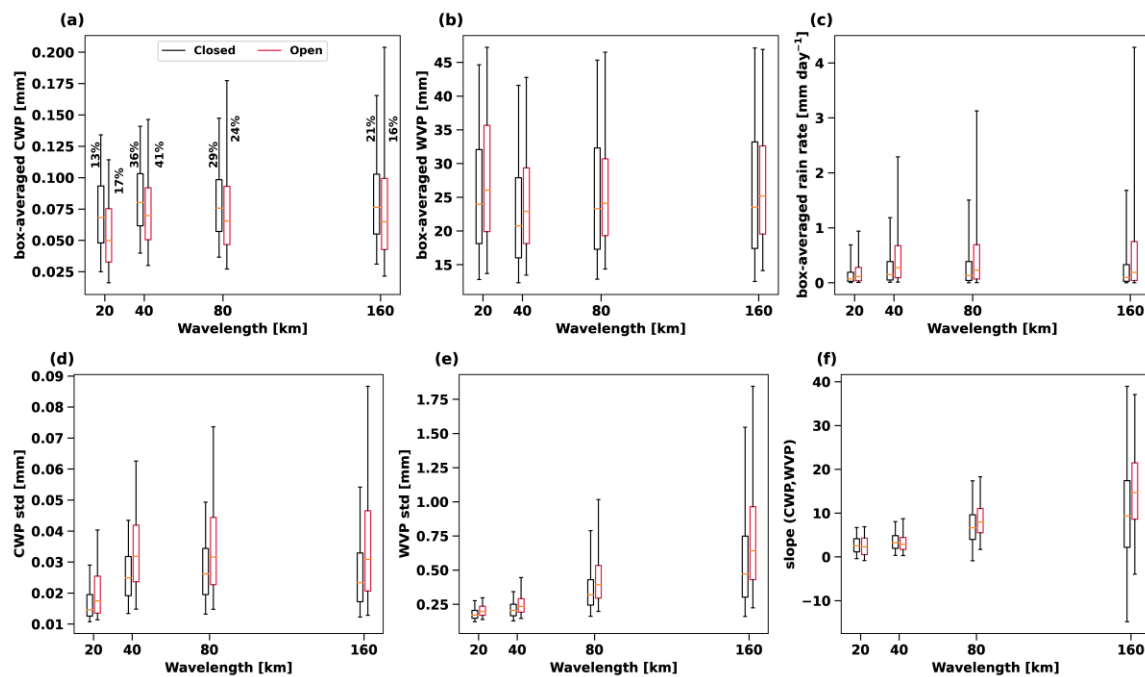 (a)
box-averaged CWP [mm]
0.200
0.175
0.150
0.125
0.100
0.075
0.050
0.025
Closed Open
13%
17%
36%
41%
29%
24%
21%
16%
20 40 80 160
Wavelength [km]
(b)
box-averaged WVP [mm]
45
40
35
30
25
20
15
20 40 80 160
Wavelength [km]
(c)
box-averaged rain rate [mm day⁻¹]
4
3
2
1
0
20 40 80 160
Wavelength [km]
(d)
CWP std [mm]
0.09
0.08
0.07
0.06
0.05
0.04
0.03
0.02
0.01
20 40 80 160
Wavelength [km]
(e)
WVP std [mm]
1.75
1.50
1.25
1.00
0.75
0.50
0.25
20 40 80 160
Wavelength [km]
(f)
slope (CWP,WVP)
40
30
20
10
0
−10
20 40 80 160
Wavelength [km]